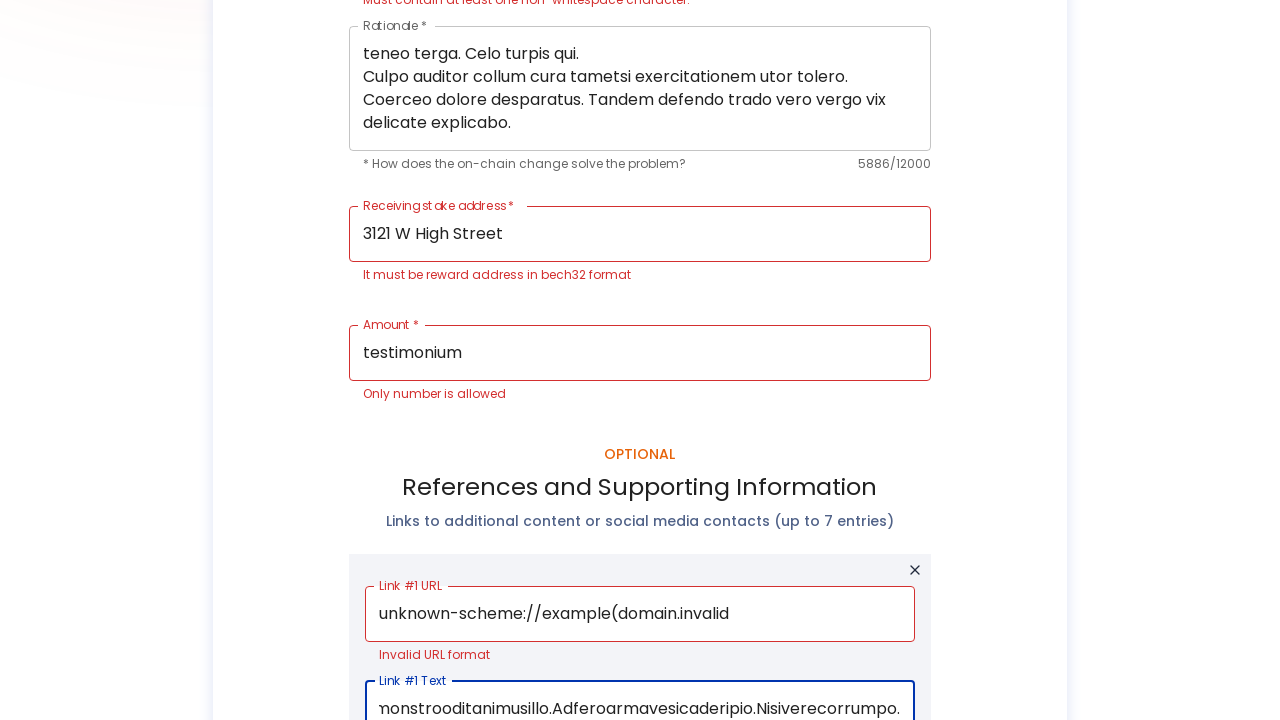 Must contain at least one non-whitespace character.
Rationale *
teneo terga. Celo turpis qui.
Culpo auditor collum cura tametsi exercitationem utor tolero.
Coerceo dolore desparatus. Tandem defendo trado vero vergo vix
delicate explicabo.
* How does the on-chain change solve the problem?
5886/12000
Receiving stake address *
3121 W High Street
It must be reward address in bech32 format
Amount *
testimonium
Only number is allowed
OPTIONAL
References and Supporting Information
Links to additional content or social media contacts (up to 7 entries)
Link #1 URL
unknown-scheme://example(domain.invalid
Invalid URL format
Link #1 Text
monstrooditanimusillo.Adferoarmavesicaderipio.Nisiverecorrumpo.